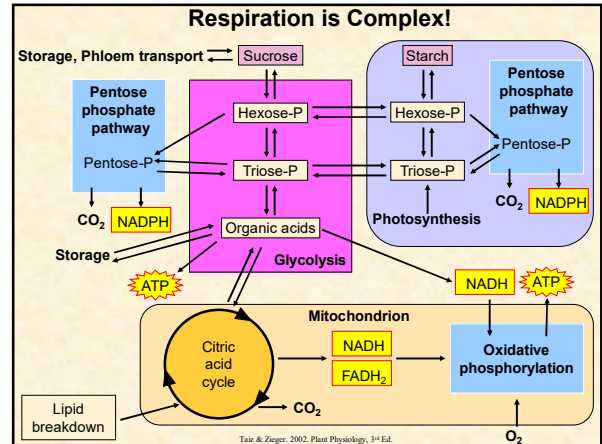 Respiration is Complex!
Storage, Phloem transport
Sucrose
Starch
Pentose
phosphate
pathway
Hexose-P
Hexose-P
Pentose
phosphate
pathway
Pentose-P
Triose-P
Triose-P
Pentose-P
CO2
NADPH
Photosynthesis
CO2
NADPH
Storage
Organic acids
Glycolysis
ATP
NADH
ATP
Mitochondrion
Citric
acid
cycle
NADH
FADH2
Oxidative
phosphorylation
Lipid
breakdown
CO2
O2
Taiz & Zieger. 2002. Plant Physiology, 3rd Ed.